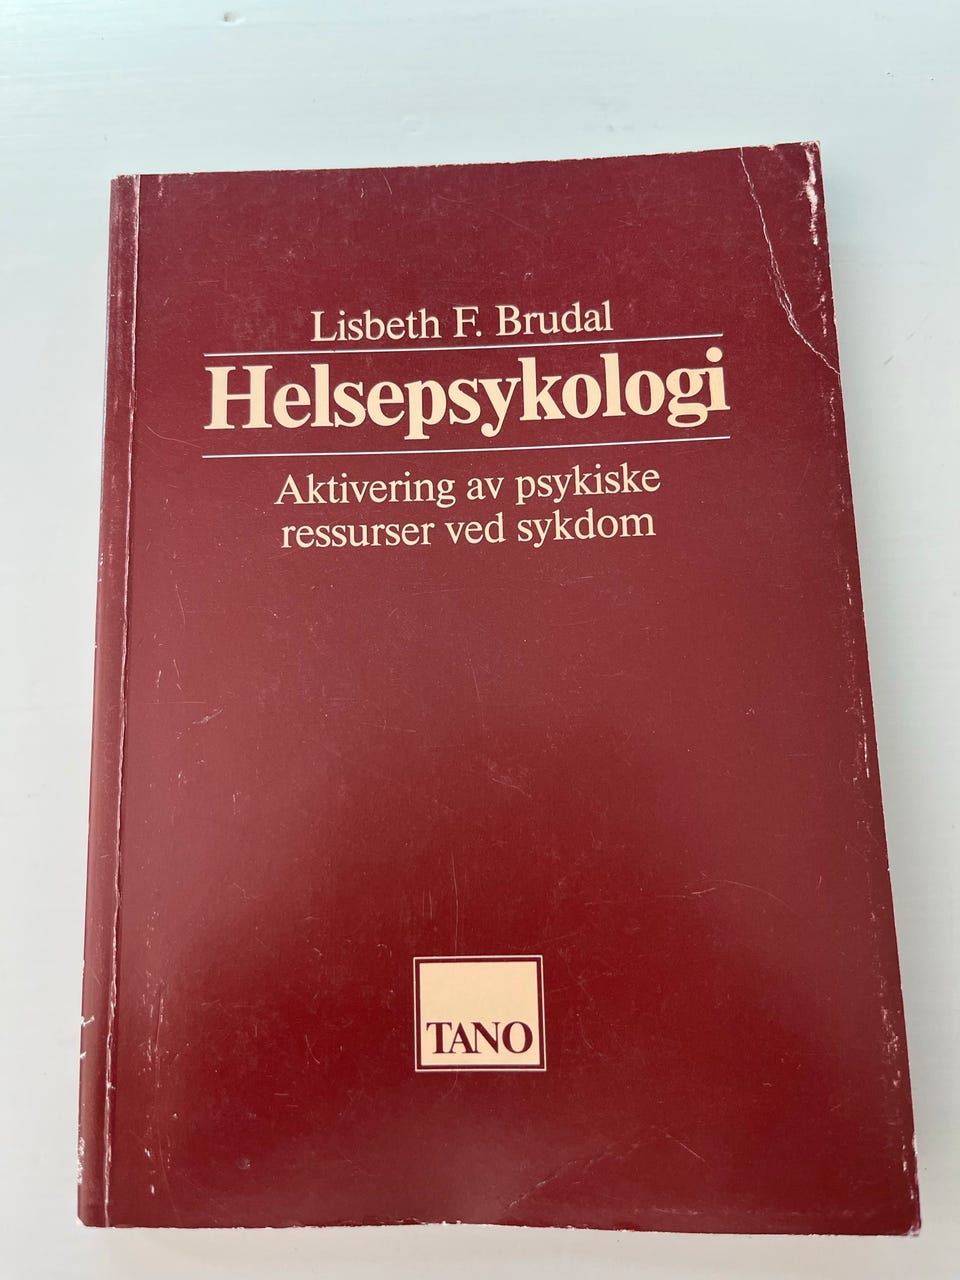 Lisbeth F. Brudal
Helsepsykologi
Aktivering av psykiske
ressurser ved sykdom
TANO